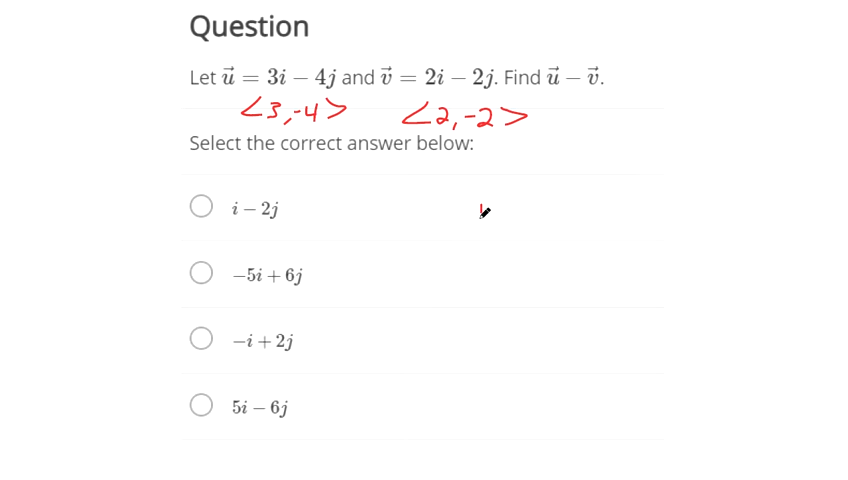 Question
Let u⃗ = 3i − 4j and v⃗ = 2i − 2j. Find u⃗ − v⃗.
<3,-4> <2,-2>
Select the correct answer below:
i − 2j
−5i + 6j
−i + 2j
5i − 6j